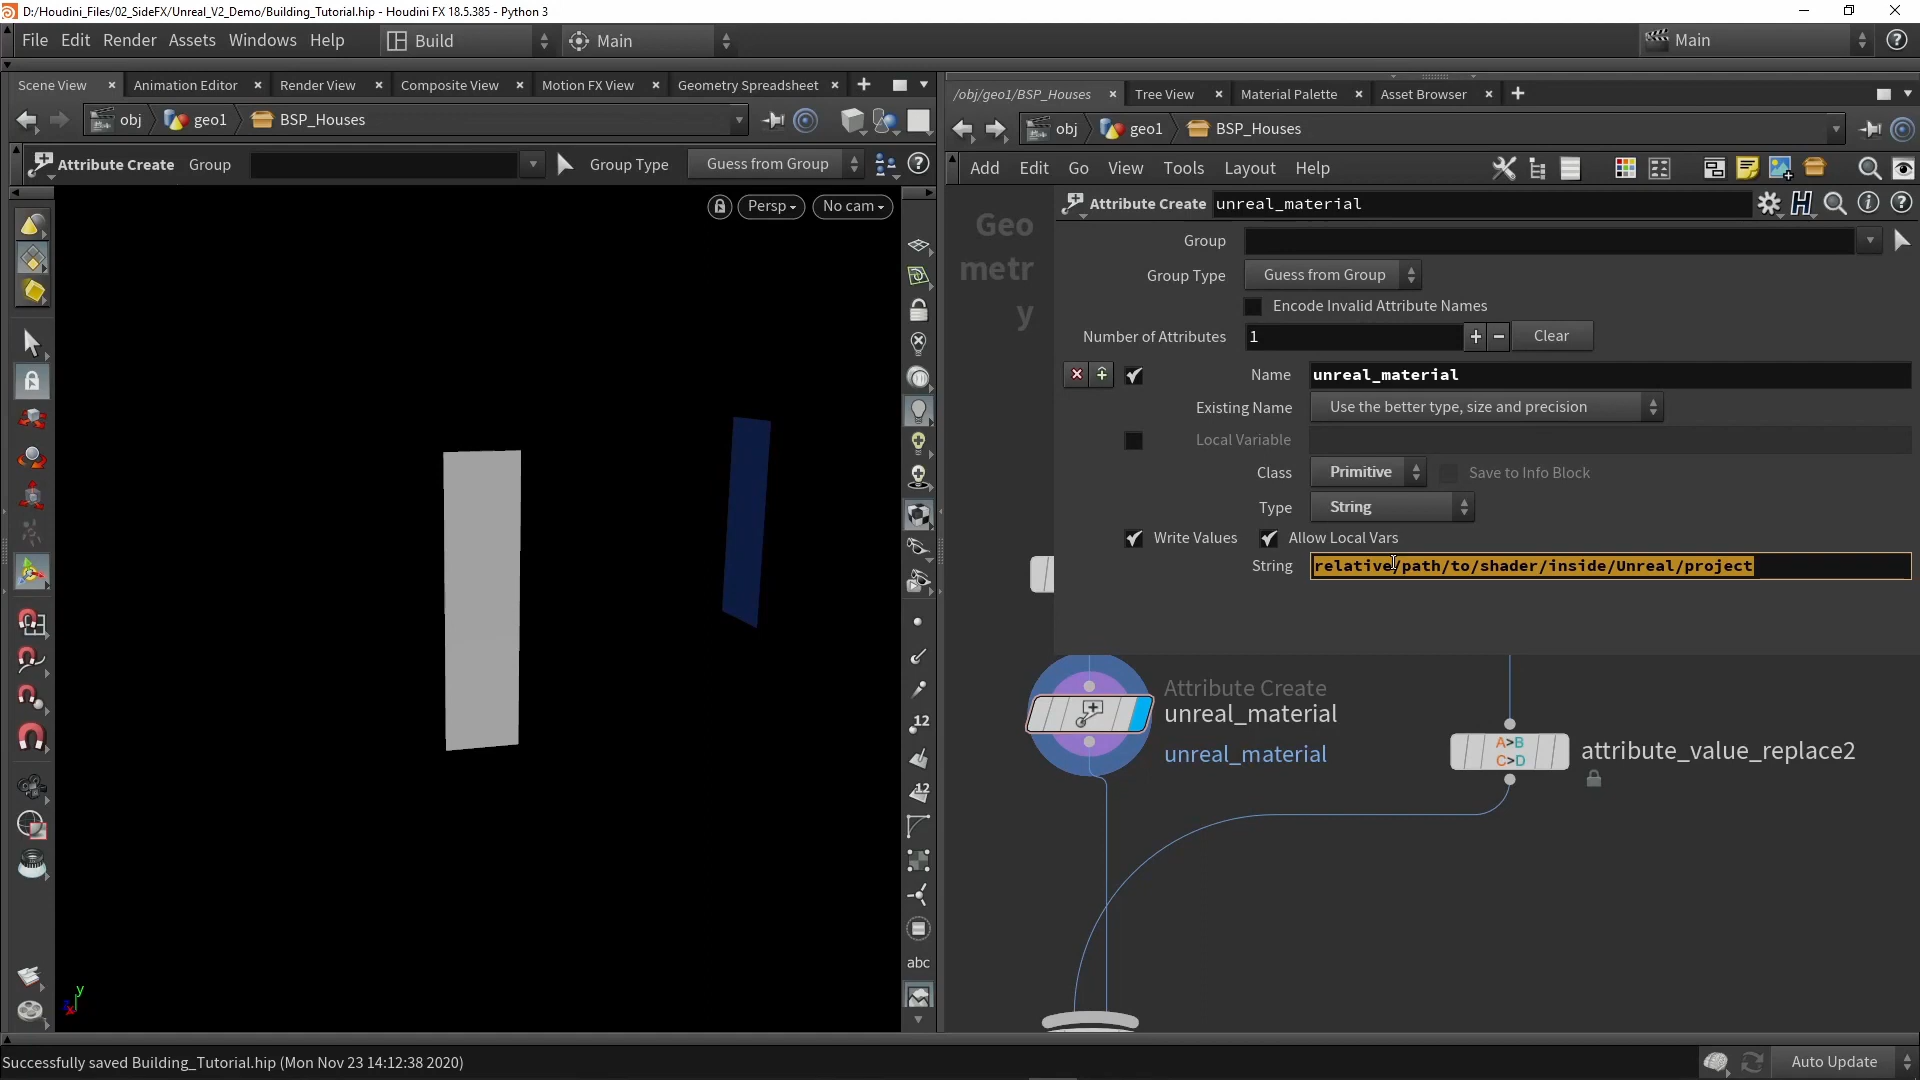 D:/Houdini_Files/02_SideFX/Unreal_V2_Demo/Building_Tutorial.hip - Houdini FX 18.5.385 - Python 3
File Edit Render Assets Windows Help Build Main Main
Scene View Animation Editor Render View Composite View Motion FX View Geometry Spreadsheet
obj geo1 BSP_Houses
Attribute Create Group Group Type Guess from Group
Persp No cam
12
12
abc
y
x
/obj/geo1/BSP_Houses Tree View Material Palette Asset Browser
obj geo1 BSP_Houses
Add Edit Go View Tools Layout Help
Geo
metr
y
Attribute Create unreal_material
Group
Group Type Guess from Group
Encode Invalid Attribute Names
Number of Attributes 1 Clear
Name unreal_material
Existing Name Use the better type, size and precision
Local Variable
Class Primitive Save to Info Block
Type String
Write Values Allow Local Vars
String relative/path/to/shader/inside/Unreal/project
Attribute Create
unreal_material
unreal_material
A>B
C>D
attribute_value_replace2
Successfully saved Building_Tutorial.hip (Mon Nov 23 14:12:38 2020)
Auto Update